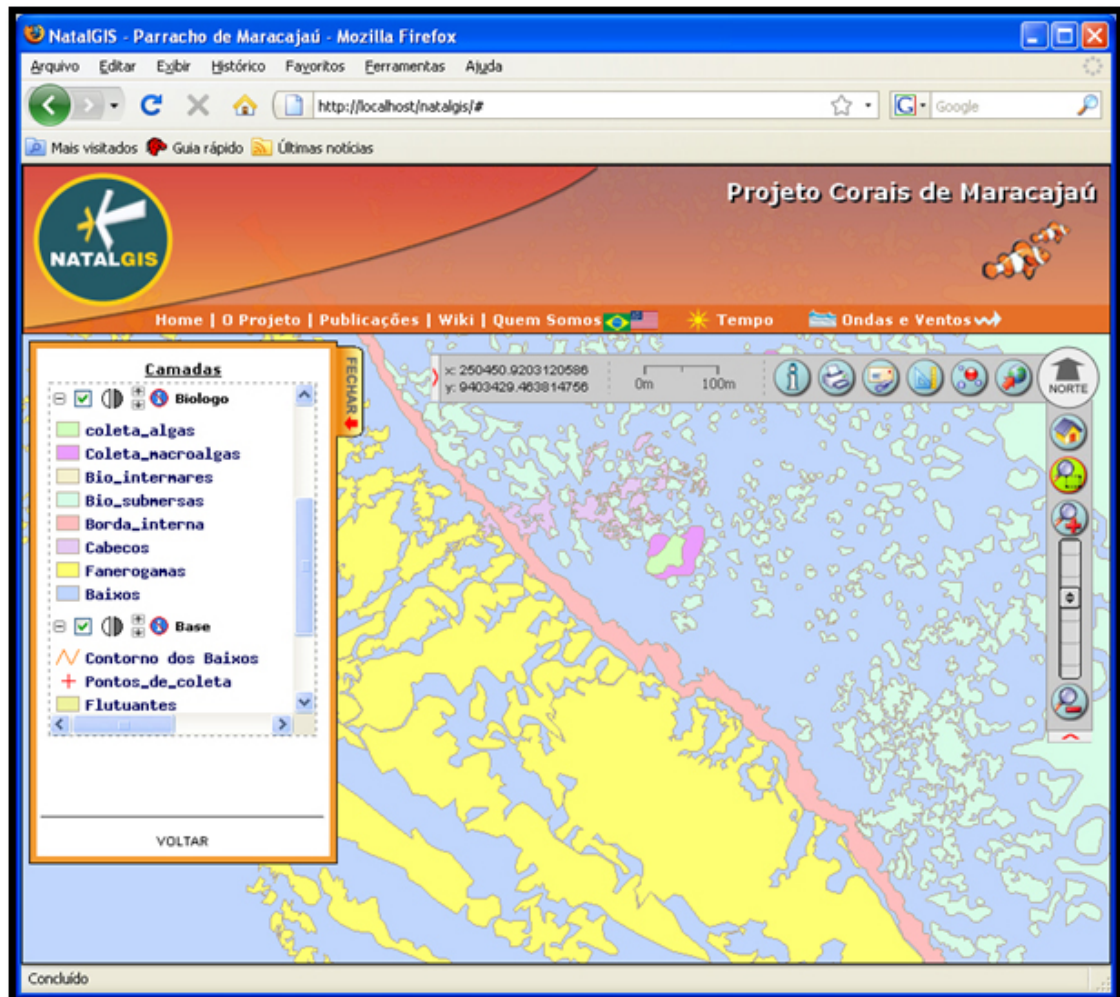 NatalGIS - Parracho de Maracajaú - Mozilla Firefox
Arquivo Editar Exibir Histórico Favoritos Ferramentas Ajuda
http://localhost/natalgis/#
G Google
Mais visitados Guia rápido Últimas notícias
Projeto Corais de Maracajaú
NATALGIS
Home | O Projeto | Publicações | Wiki | Quem Somos Tempo Ondas e Ventos
Camadas
FECHAR
x: 250450.9203120586
y: 9403429.463814756
0m 100m
NORTE
Biologo
coleta_algas
Coleta_macroalgas
Bio_intermares
Bio_submersas
Borda_interna
Cabecos
Fanerogamas
Baixos
Base
Contorno dos Baixos
Pontos_de_coleta
Flutuantes
VOLTAR
Concluído